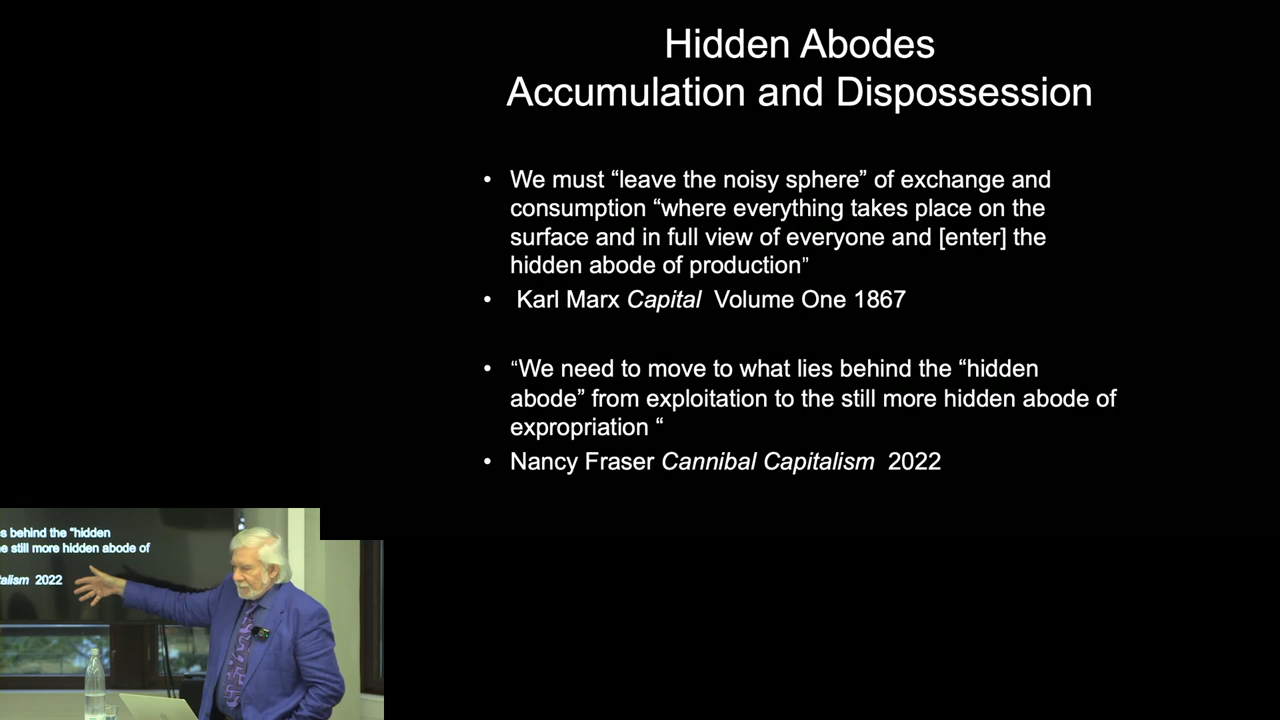 Hidden Abodes
Accumulation and Dispossession
• We must “leave the noisy sphere” of exchange and
consumption “where everything takes place on the
surface and in full view of everyone and [enter] the
hidden abode of production”
• Karl Marx Capital Volume One 1867
• “We need to move to what lies behind the “hidden
abode” from exploitation to the still more hidden abode of
expropriation “
• Nancy Fraser Cannibal Capitalism 2022
s behind the “hidden
e still more hidden abode of
talism 2022